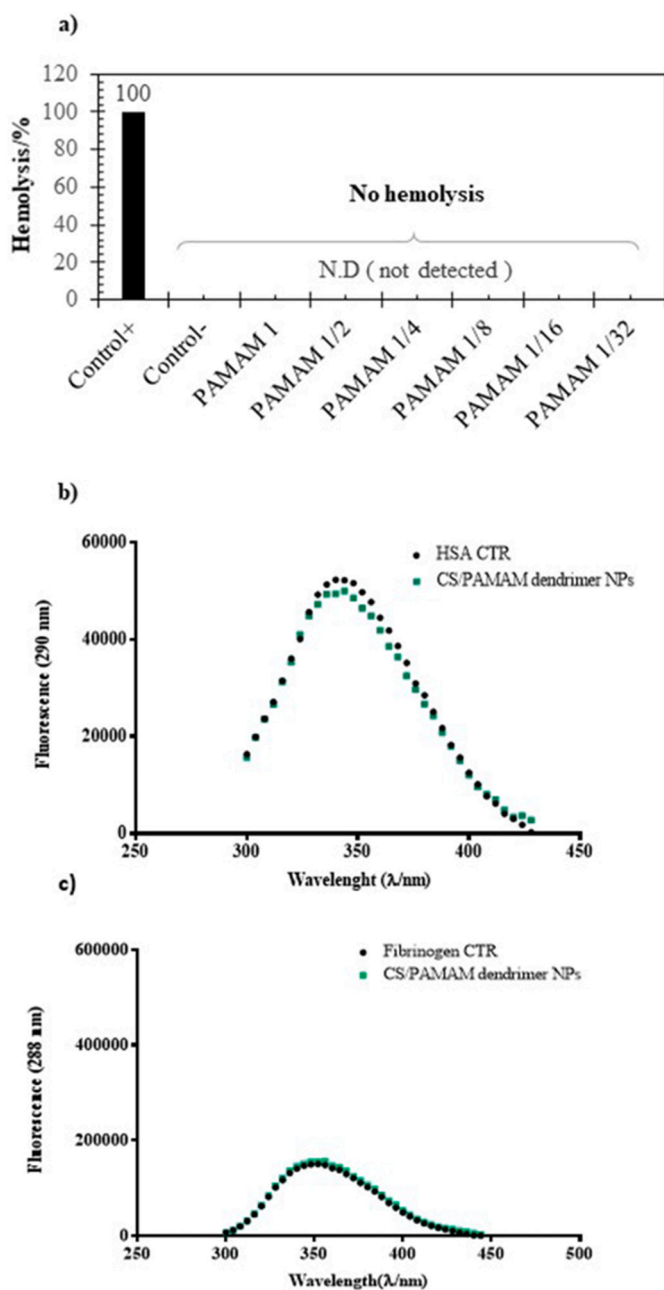 a)
120
100
80
60
40
20
0
Hemolysis/%
100
No hemolysis
N.D ( not detected )
Control+
Control-
PAMAM 1
PAMAM 1/2
PAMAM 1/4
PAMAM 1/8
PAMAM 1/16
PAMAM 1/32
b)
60000
40000
20000
0
Fluorescence (290 nm)
HSA CTR
CS/PAMAM dendrimer NPs
250 300 350 400 450
Wavelenght (λ/nm)
c)
600000
400000
200000
0
Fluorescence (288 nm)
Fibrinogen CTR
CS/PAMAM dendrimer NPs
250 300 350 400 450 500
Wavelength(λ/nm)